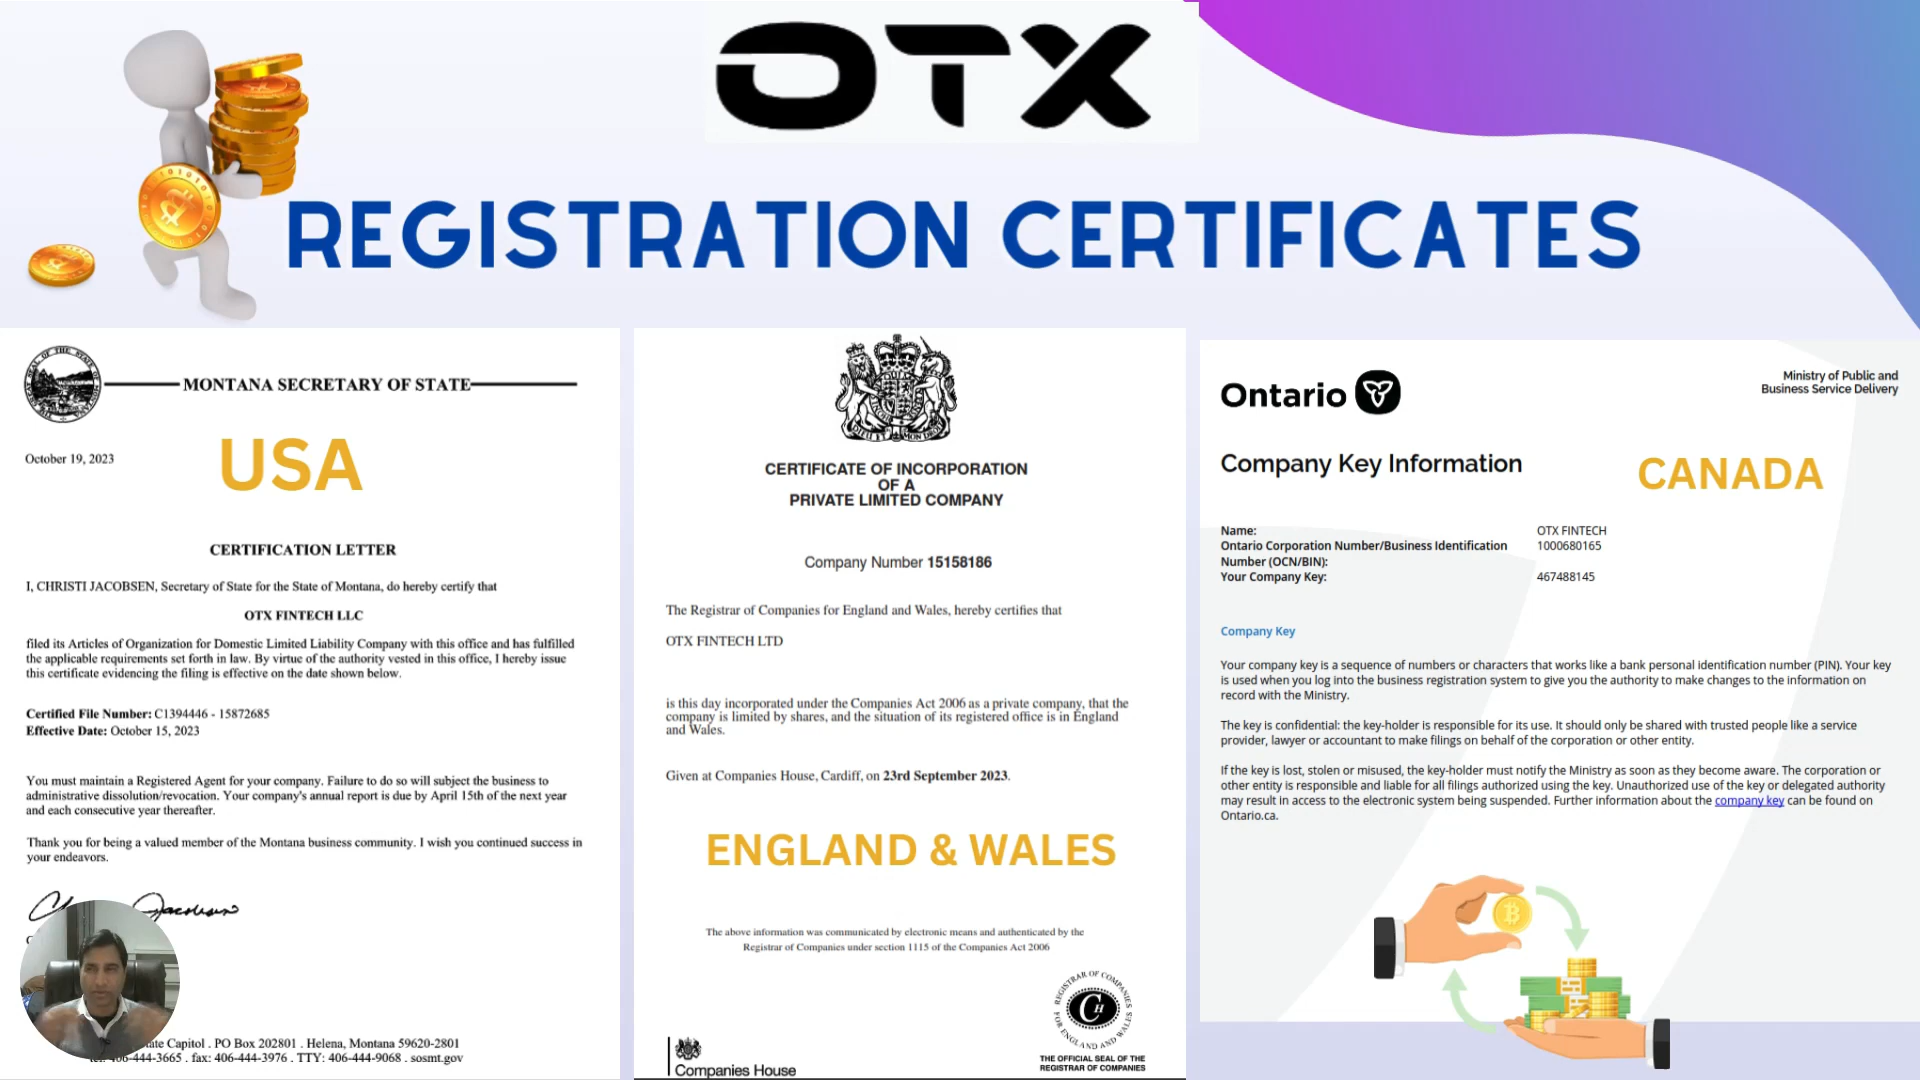 OTX
REGISTRATION CERTIFICATES
MONTANA SECRETARY OF STATE
October 19, 2023
USA
CERTIFICATION LETTER
I, CHRISTI JACOBSEN, Secretary of State for the State of Montana, do hereby certify that
OTX FINTECH LLC
filed its Articles of Organization for Domestic Limited Liability Company with this office and has fulfilled
the applicable requirements set forth in law. By virtue of the authority vested in this office, I hereby issue
this certificate evidencing the filing is effective on the date shown below.
Certified File Number: C1394446 - 15872685
Effective Date: October 15, 2023
You must maintain a Registered Agent for your company. Failure to do so will subject the business to
administrative dissolution/revocation. Your company's annual report is due by April 15th of the next year
and each consecutive year thereafter.
Thank you for being a valued member of the Montana business community. I wish you continued success in
your endeavors.
Capitol . PO Box 202801 . Helena, Montana 59620-2801
406-444-3665 . fax: 406-444-3976 . TTY: 406-444-9068 . sosmt.gov
DIEU ET MON DROIT
CERTIFICATE OF INCORPORATION
OF A
PRIVATE LIMITED COMPANY
Company Number 15158186
The Registrar of Companies for England and Wales, hereby certifies that
OTX FINTECH LTD
is this day incorporated under the Companies Act 2006 as a private company, that the
company is limited by shares, and the situation of its registered office is in England
and Wales.
Given at Companies House, Cardiff, on 23rd September 2023.
ENGLAND & WALES
The above information was communicated by electronic means and authenticated by the
Registrar of Companies under section 1115 of the Companies Act 2006
Companies House
REGISTRAR OF COMPANIES
FOR ENGLAND AND WALES
CH
THE OFFICIAL SEAL OF THE
REGISTRAR OF COMPANIES
Ontario
Ministry of Public and
Business Service Delivery
Company Key Information
CANADA
Name: OTX FINTECH
Ontario Corporation Number/Business Identification 1000680165
Number (OCN/BIN):
Your Company Key: 467488145
Company Key
Your company key is a sequence of numbers or characters that works like a bank personal identification number (PIN). Your key
is used when you log into the business registration system to give you the authority to make changes to the information on
record with the Ministry.
The key is confidential: the key-holder is responsible for its use. It should only be shared with trusted people like a service
provider, lawyer or accountant to make filings on behalf of the corporation or other entity.
If the key is lost, stolen or misused, the key-holder must notify the Ministry as soon as they become aware. The corporation or
other entity is responsible and liable for all filings authorized using the key. Unauthorized use of the key or delegated authority
may result in access to the electronic system being suspended. Further information about the company key can be found on
Ontario.ca.